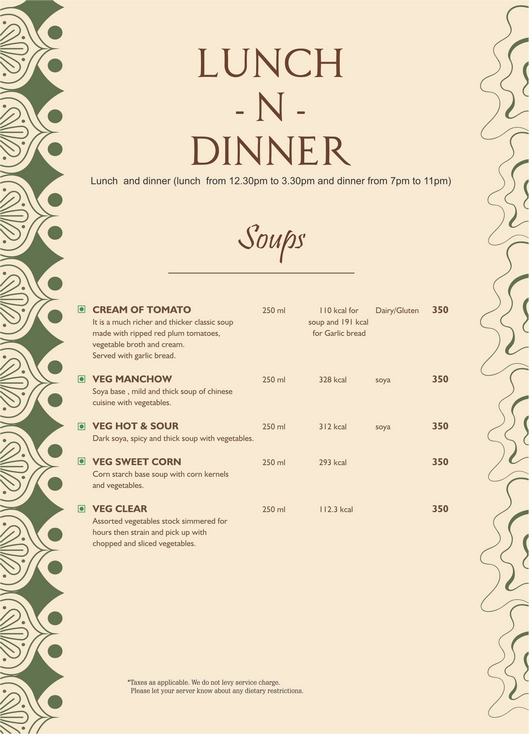 LUNCH
- N -
DINNER
Lunch  and dinner (lunch  from 12.30pm to 3.30pm and dinner from 7pm to 11pm)
Soups
CREAM OF TOMATO 250 ml 110 kcal for Dairy/Gluten 350
It is a much richer and thicker classic soup soup and 191 kcal
made with ripped red plum tomatoes, for Garlic bread
vegetable broth and cream.
Served with garlic bread.
VEG MANCHOW 250 ml 328 kcal soya 350
Soya base , mild and thick soup of chinese
cuisine with vegetables.
VEG HOT & SOUR 250 ml 312 kcal soya 350
Dark soya, spicy and thick soup with vegetables.
VEG SWEET CORN 250 ml 293 kcal 350
Corn starch base soup with corn kernels
and vegetables.
VEG CLEAR 250 ml 112.3 kcal 350
Assorted vegetables stock simmered for
hours then strain and pick up with
chopped and sliced vegetables.
*Taxes as applicable. We do not levy service charge.
Please let your server know about any dietary restrictions.